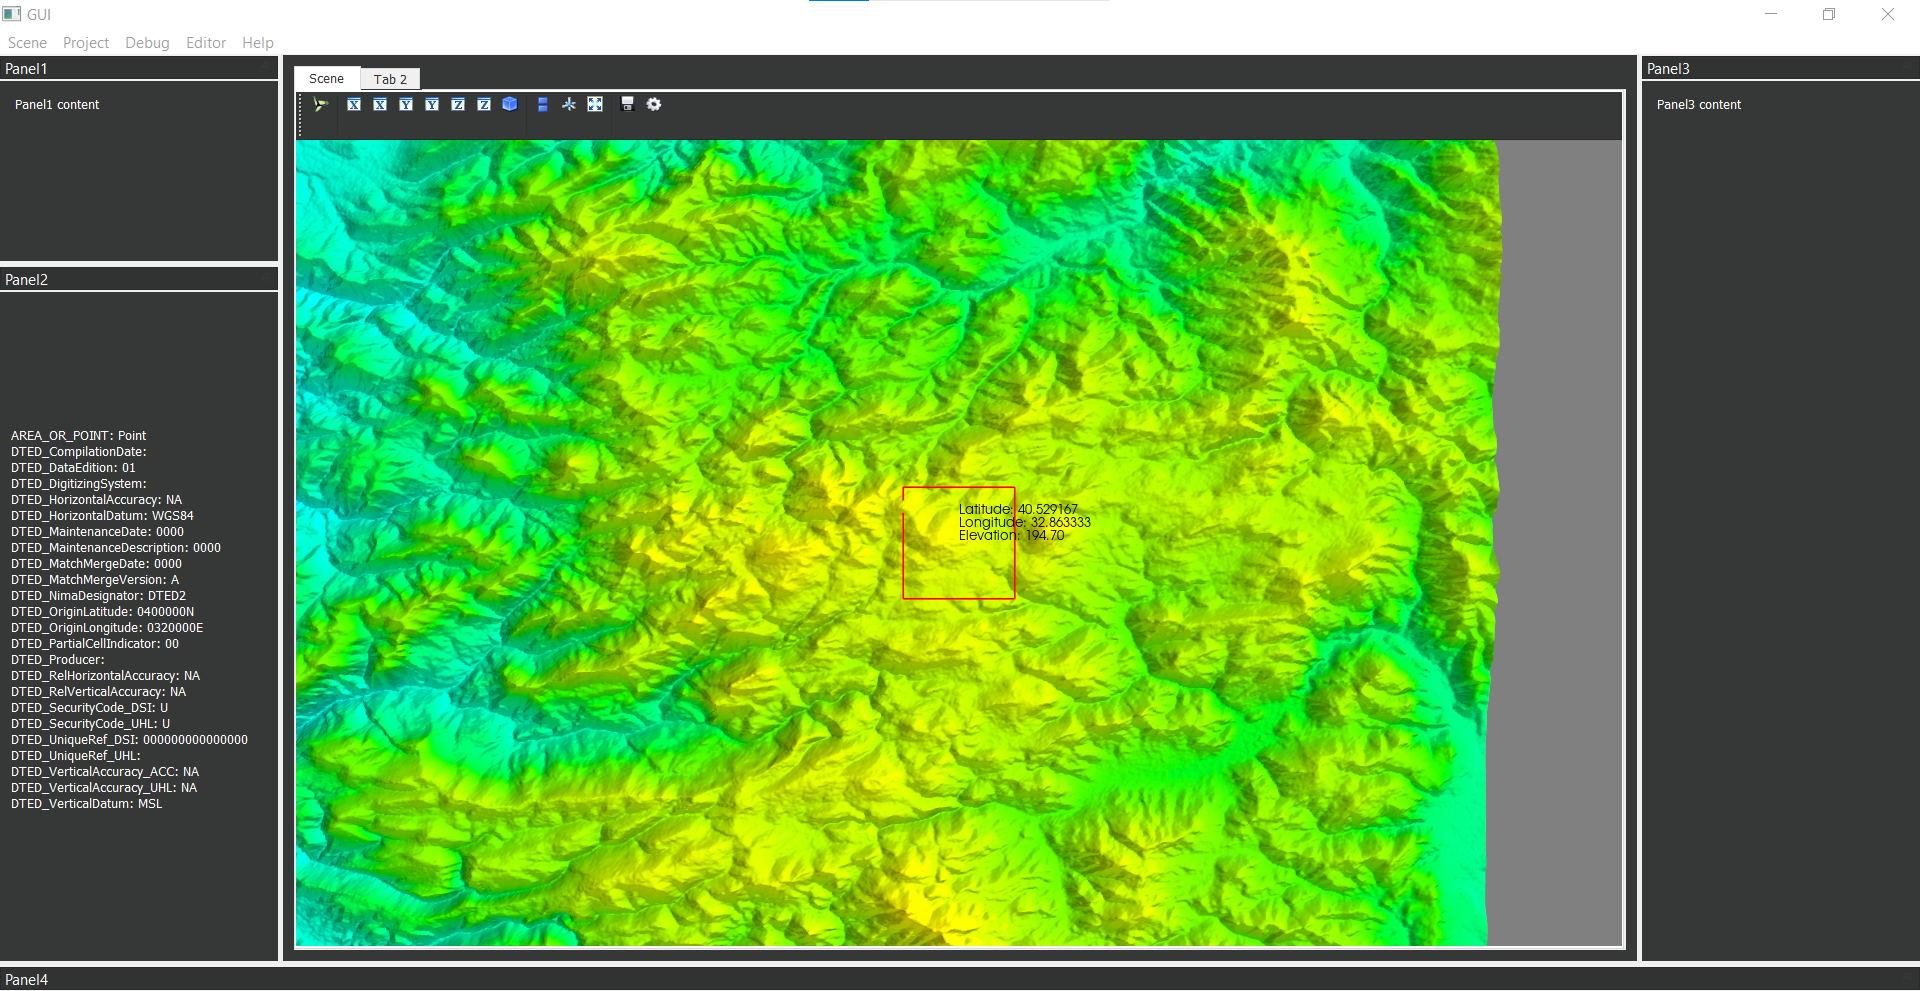 GUI
Scene Project Debug Editor Help
Panel1
Panel1 content
Panel2
AREA_OR_POINT: Point
DTED_CompilationDate:
DTED_DataEdition: 01
DTED_DigitizingSystem:
DTED_HorizontalAccuracy: NA
DTED_HorizontalDatum: WGS84
DTED_MaintenanceDate: 0000
DTED_MaintenanceDescription: 0000
DTED_MatchMergeDate: 0000
DTED_MatchMergeVersion: A
DTED_NimaDesignator: DTED2
DTED_OriginLatitude: 0400000N
DTED_OriginLongitude: 0320000E
DTED_PartialCellIndicator: 00
DTED_Producer:
DTED_RelHorizontalAccuracy: NA
DTED_RelVerticalAccuracy: NA
DTED_SecurityCode_DSI: U
DTED_SecurityCode_UHL: U
DTED_UniqueRef_DSI: 000000000000000
DTED_UniqueRef_UHL:
DTED_VerticalAccuracy_ACC: NA
DTED_VerticalAccuracy_UHL: NA
DTED_VerticalDatum: MSL
Scene Tab 2
X X Y Y Z Z
Latitude: 40.529167
Longitude: 32.863333
Elevation: 194.70
Panel3
Panel3 content
Panel4